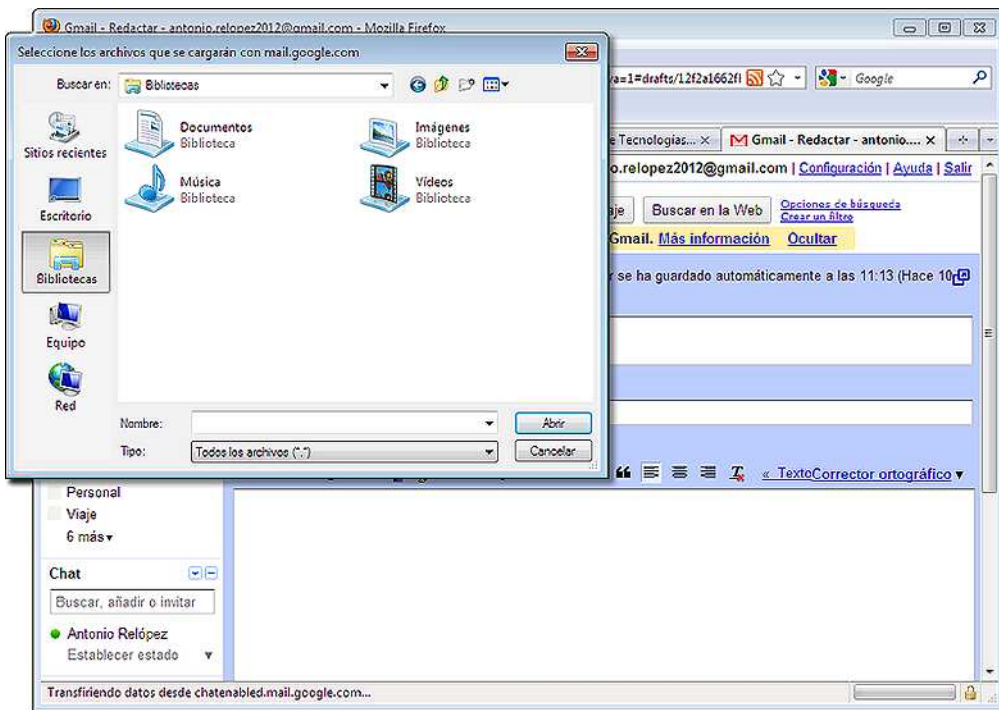 Gmail - Redactar - antonio.relopez2012@gmail.com - Mozilla Firefox
Seleccione los archivos que se cargarán con mail.google.com
Buscar en: Bibliotecas
Sitios recientes
Escritorio
Bibliotecas
Equipo
Red
Documentos
Biblioteca
Imágenes
Biblioteca
Música
Biblioteca
Vídeos
Biblioteca
Nombre:
Abrir
Tipo: Todos los archivos (*.*)
Cancelar
/a=1#drafts/12f2a1662fl
Google
e Tecnologías... Gmail - Redactar - antonio....
o.relopez2012@gmail.com | Configuración | Ayuda | Salir
aje Buscar en la Web Opciones de búsqueda
Crear un filtro
Gmail. Más información Ocultar
r se ha guardado automáticamente a las 11:13 (Hace 10
« Texto Corrector ortográfico
Personal
Viaje
6 más
Chat
Buscar, añadir o invitar
Antonio Relópez
Establecer estado
Transfiriendo datos desde chatenabled.mail.google.com...